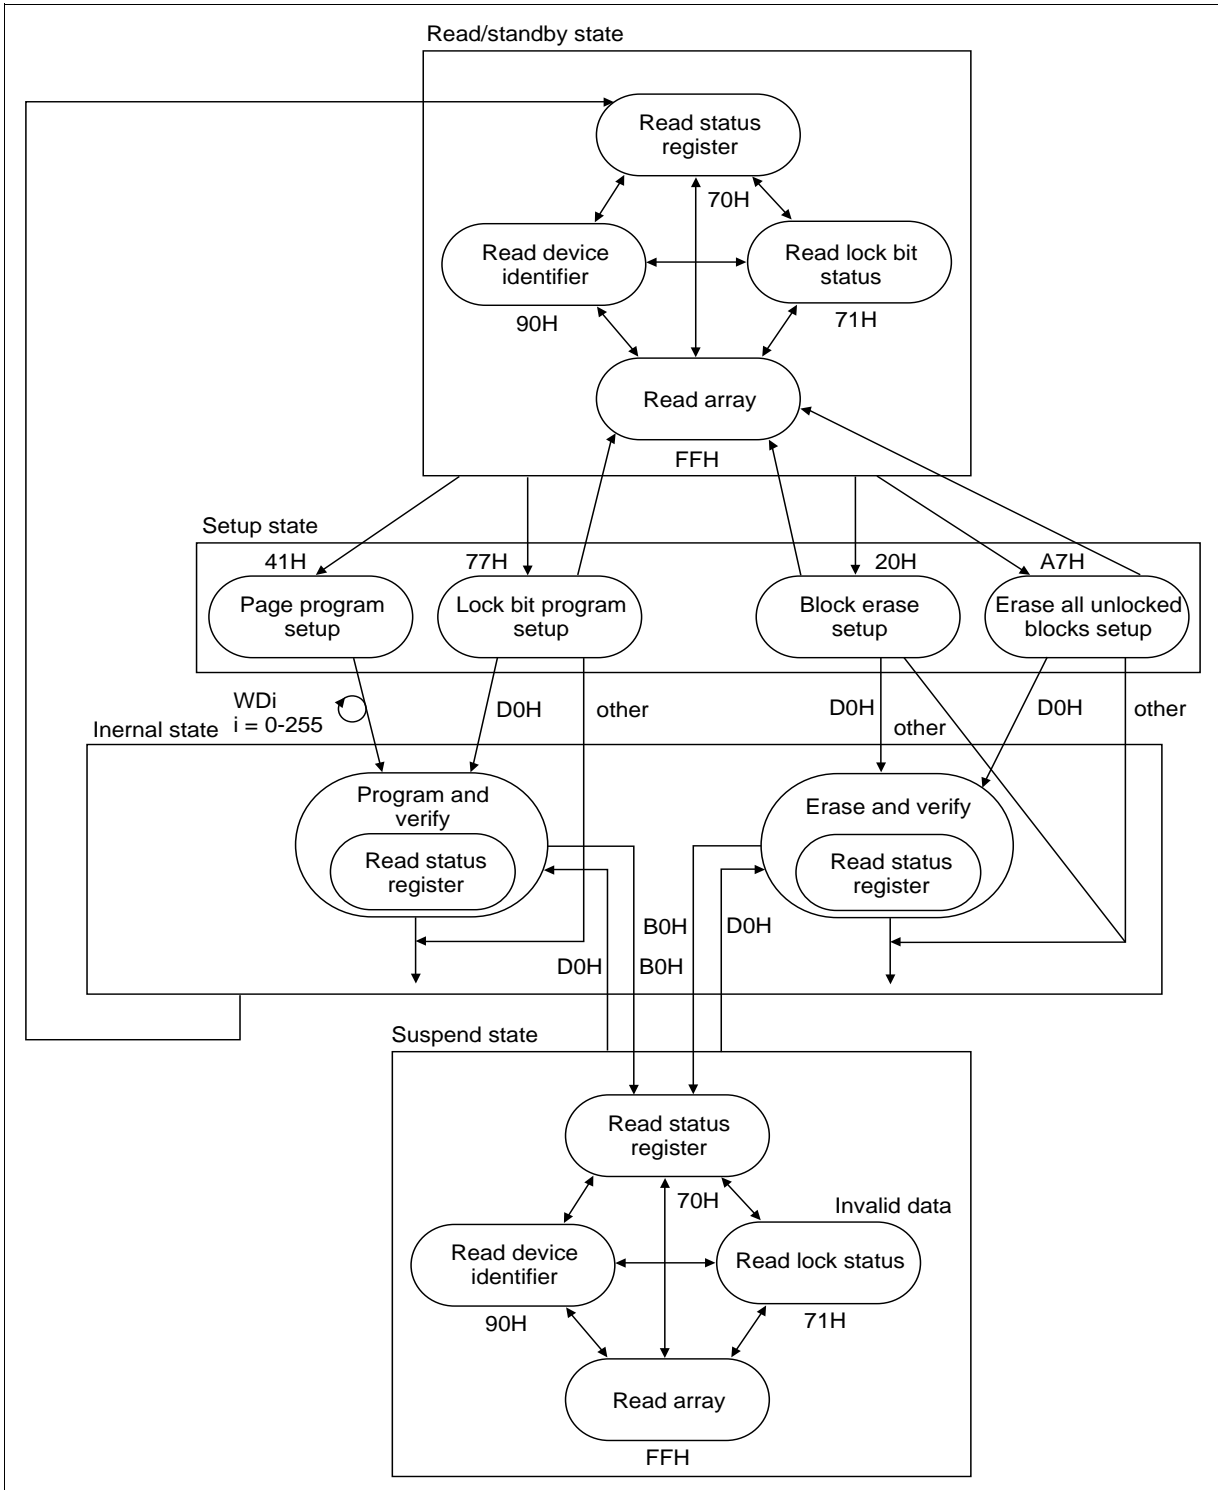 Read/standby state
Read status
register
70H
Read device
identifier
Read lock bit
status
90H
71H
Read array
FFH
Setup state
41H
77H
20H
A7H
Page program
setup
Lock bit program
setup
Block erase
setup
Erase all unlocked
blocks setup
WDi
i = 0-255
D0H
other
D0H
other
D0H
other
Inernal state
Program and
verify
Read status
register
Erase and verify
Read status
register
B0H
D0H
D0H
B0H
Suspend state
Read status
register
70H
Invalid data
Read device
identifier
Read lock status
90H
71H
Read array
FFH